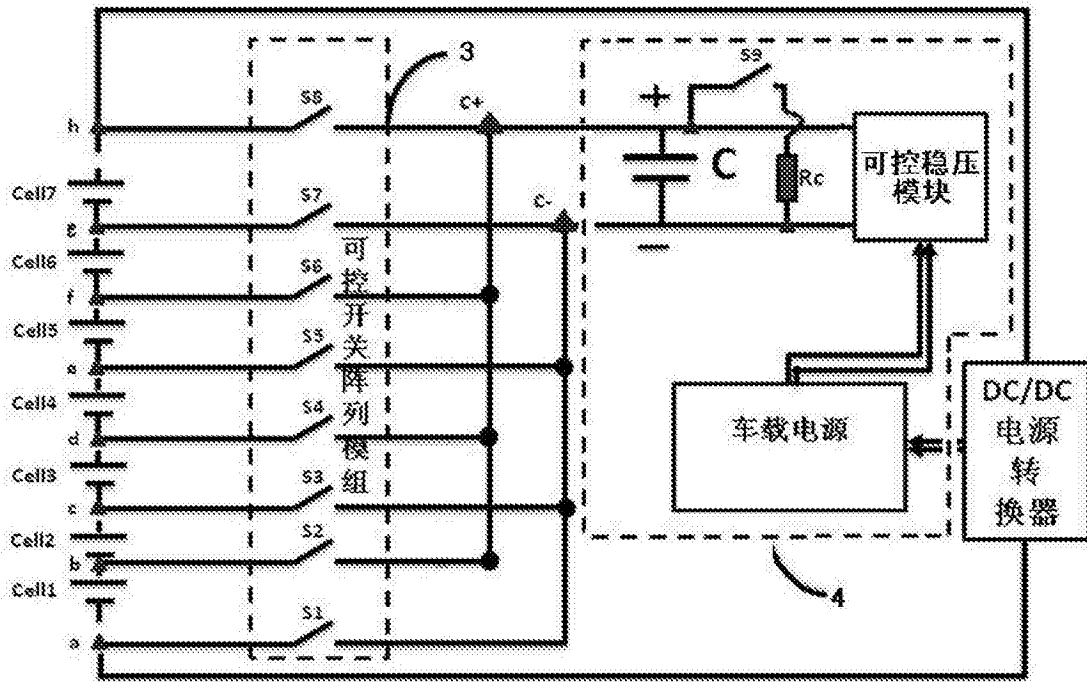 3
S9
S8
C+
+
h
可控稳压
模块
C
Rc
Cell7
S7
C-
g
—
Cell6
S6
f
可控开关阵列模组
Cell5
S5
e
Cell4
DC/DC
电源
转
换器
S4
车载电源
d
Cell3
S3
c
Cell2
S2
b
Cell1
4
S1
a